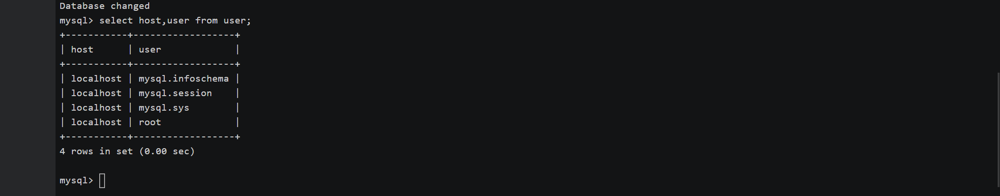 Database changed
mysql> select host,user from user;
+-----------+------------------+
| host      | user             |
+-----------+------------------+
| localhost | mysql.infoschema |
| localhost | mysql.session    |
| localhost | mysql.sys        |
| localhost | root             |
+-----------+------------------+
4 rows in set (0.00 sec)
mysql>